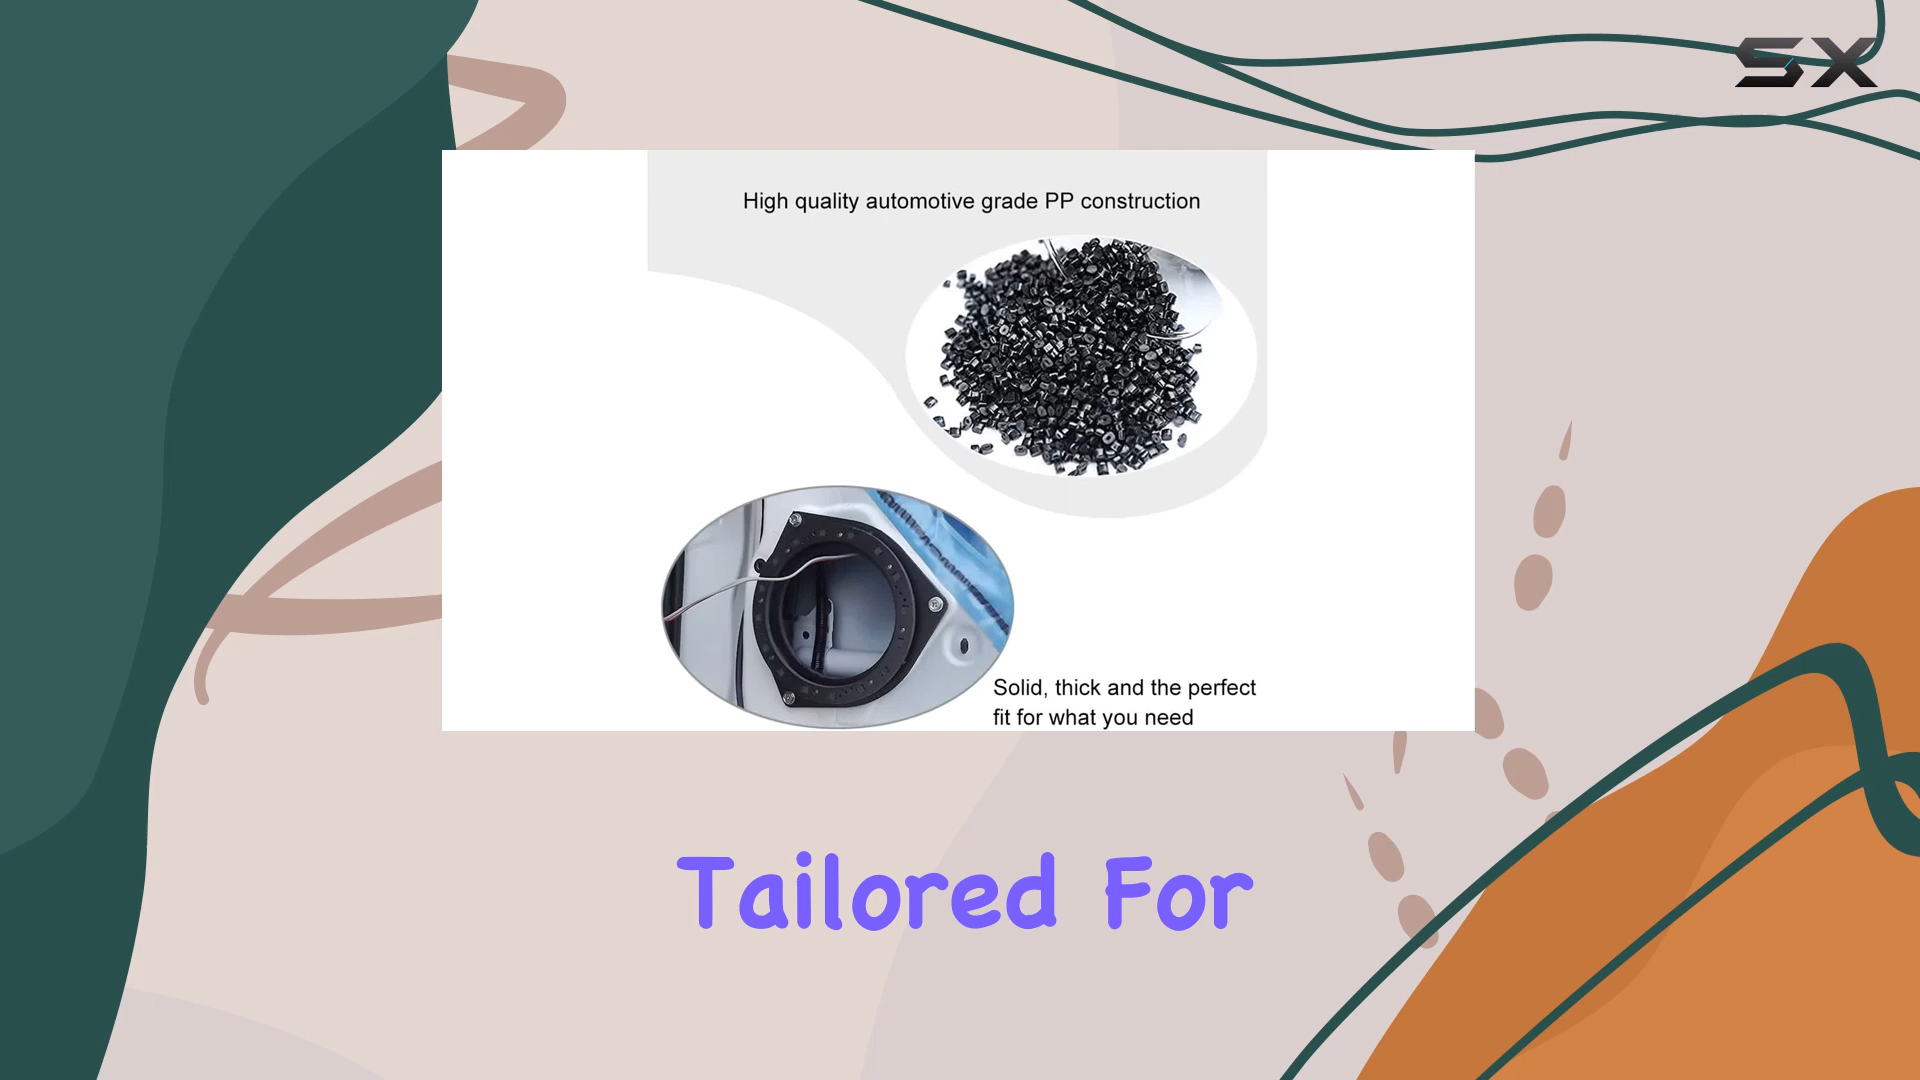 SX
High quality automotive grade PP construction
Solid, thick and the perfect
fit for what you need
Tailored For